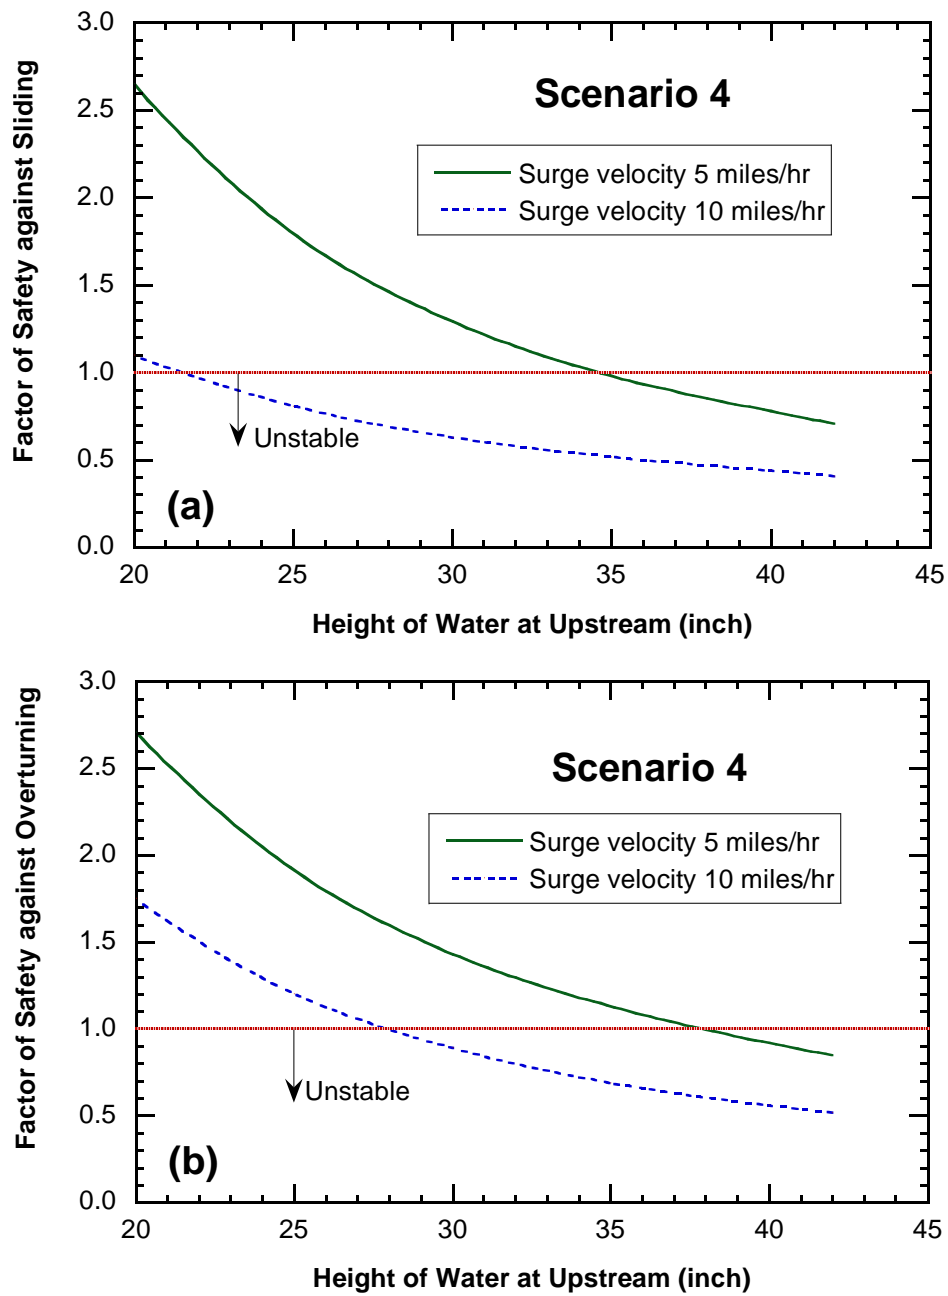 Factor of Safety against Sliding
3.0
2.5
2.0
1.5
1.0
0.5
0.0
Scenario 4
Surge velocity 5 miles/hr
Surge velocity 10 miles/hr
Unstable
(a)
20 25 30 35 40 45
Height of Water at Upstream (inch)
Factor of Safety against Overturning
3.0
2.5
2.0
1.5
1.0
0.5
0.0
Scenario 4
Surge velocity 5 miles/hr
Surge velocity 10 miles/hr
Unstable
(b)
20 25 30 35 40 45
Height of Water at Upstream (inch)